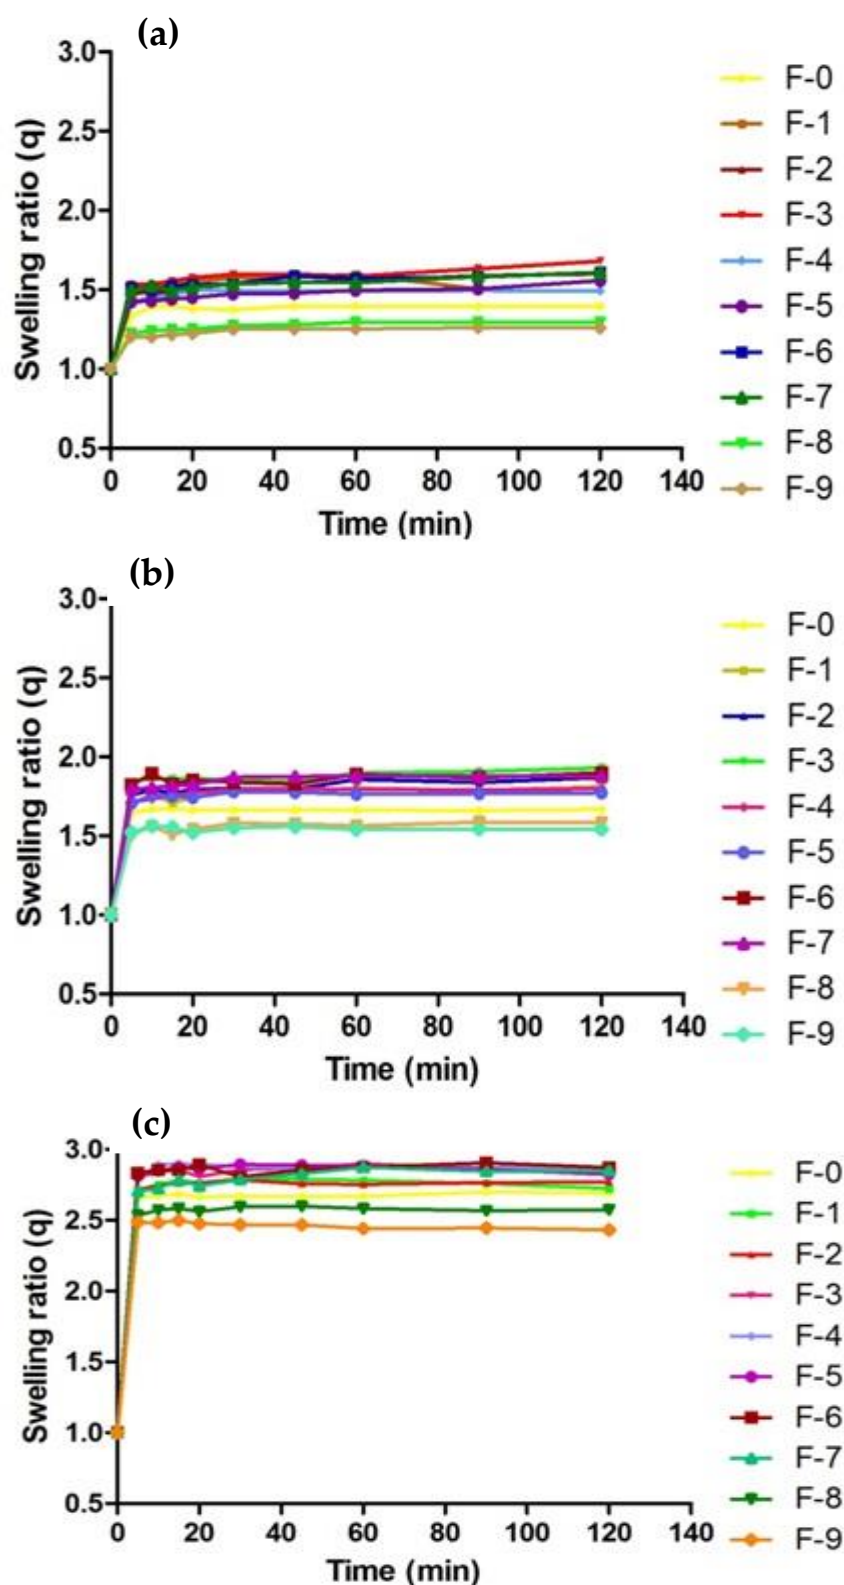 (a)
3.0
2.5
2.0
1.5
1.0
0.5
Swelling ratio (q)
0 20 40 60 80 100 120 140
Time (min)
F-0
F-1
F-2
F-3
F-4
F-5
F-6
F-7
F-8
F-9
(b)
3.0
2.5
2.0
1.5
1.0
0.5
Swelling ratio (q)
0 20 40 60 80 100 120 140
Time (min)
F-0
F-1
F-2
F-3
F-4
F-5
F-6
F-7
F-8
F-9
(c)
3.0
2.5
2.0
1.5
1.0
0.5
Swelling ratio (q)
0 20 40 60 80 100 120 140
Time (min)
F-0
F-1
F-2
F-3
F-4
F-5
F-6
F-7
F-8
F-9